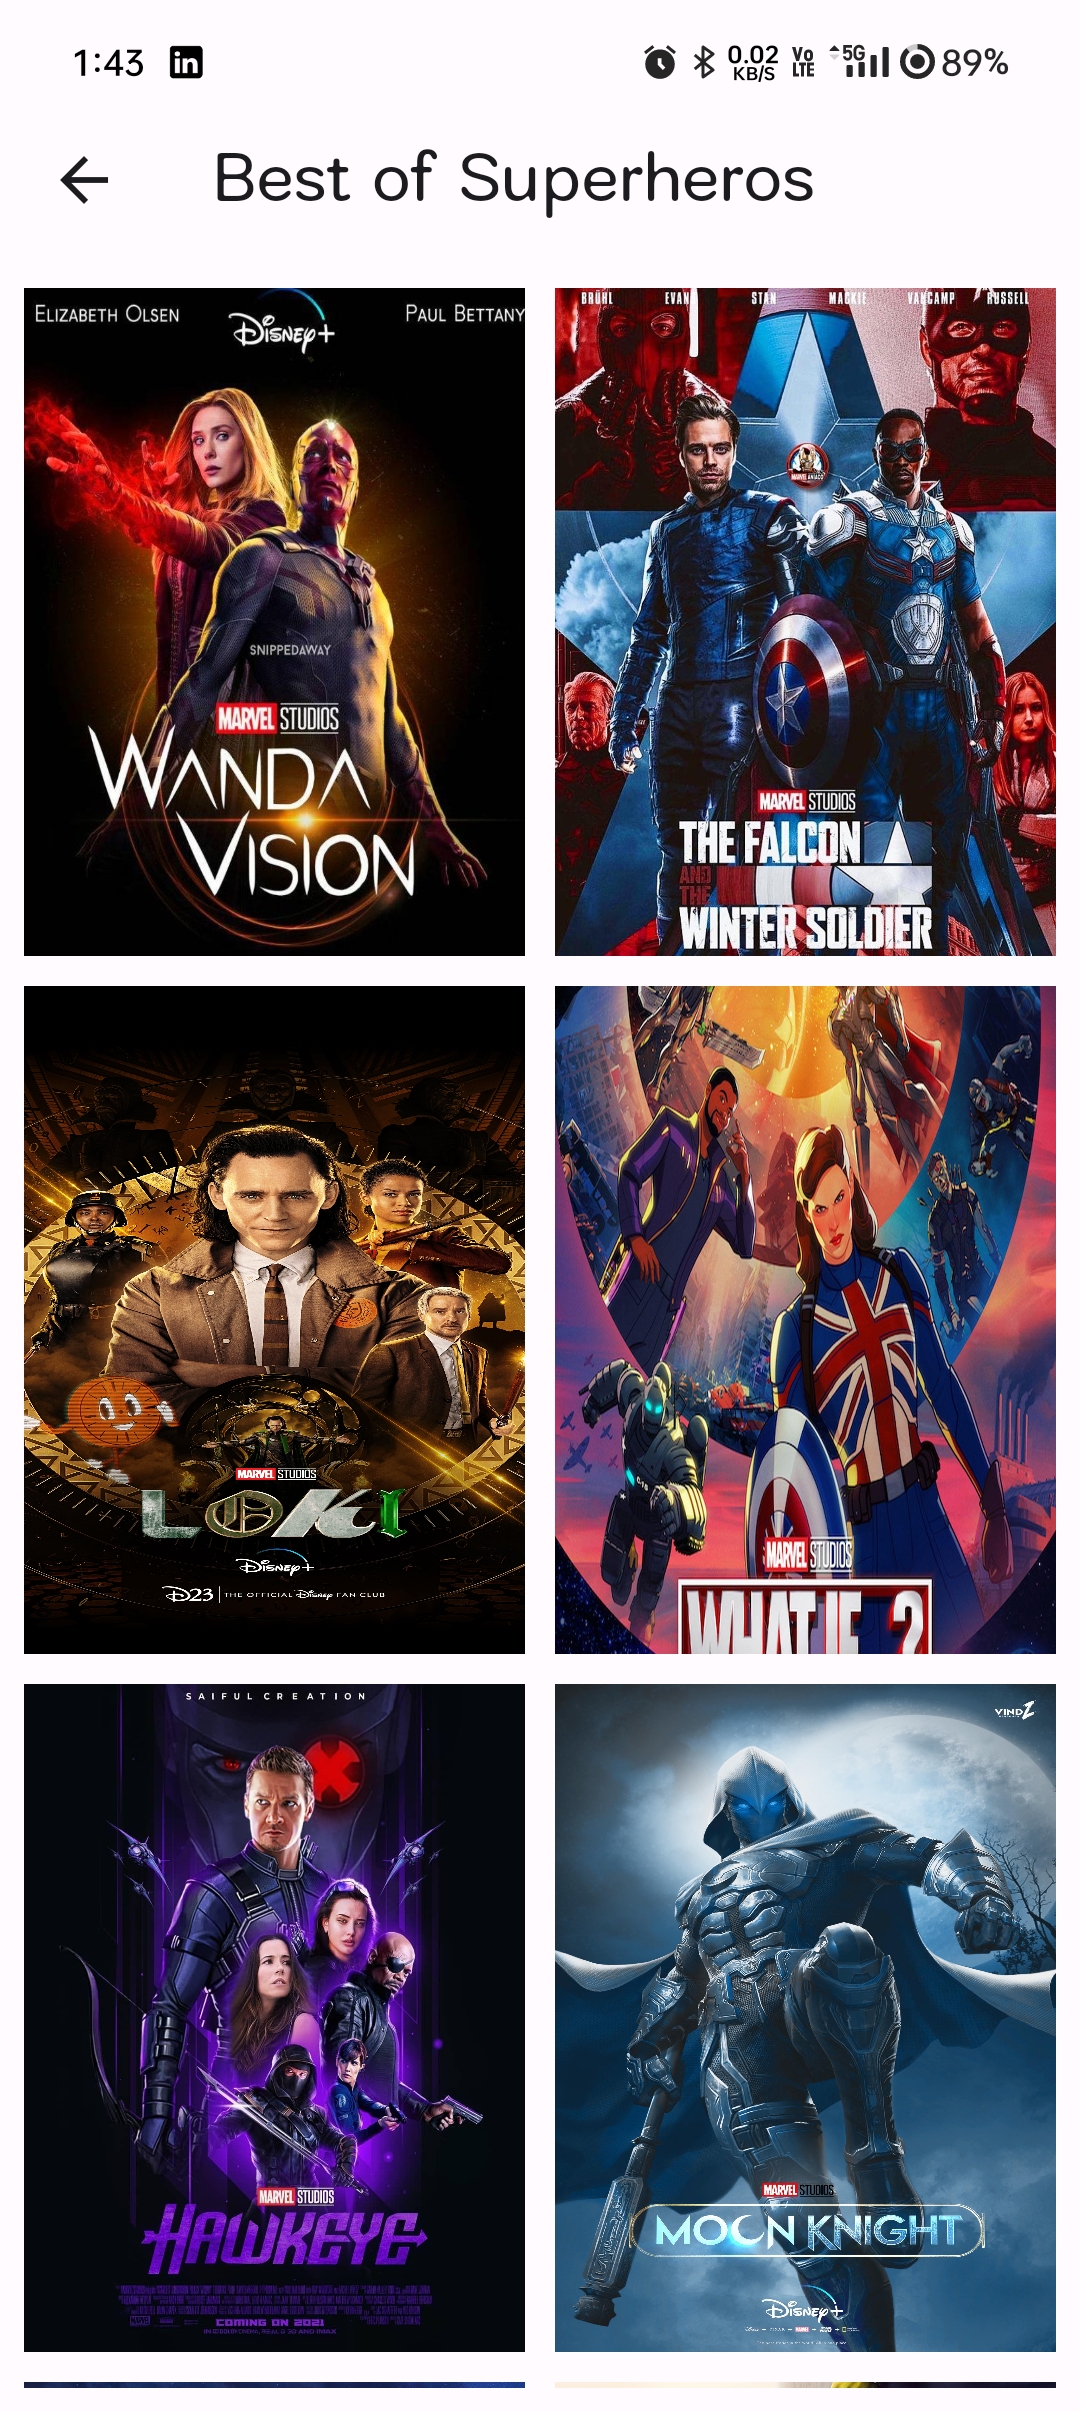 1:43 in 0.02 KB/S Vo LTE 5G 89%
Best of Superheros
ELIZABETH OLSEN Disney+ PAUL BETTANY
SNIPPEDAWAY
MARVEL STUDIOS
WANDA
VISION
BRÜHL EVAN STAN MACKIE VANCAMP RUSSELL
MARVEL STUDIOS
THE FALCON
AND
THE
WINTER SOLDIER
MARVEL STUDIOS
LOKI
Disney+
D23 THE OFFICIAL Disney FAN CLUB
MARVEL STUDIOS
WHAT IF ?
SAIFUL CREATION
MARVEL STUDIOS
HAWKEYE
COMING ON 2021
VINDZ
MARVEL STUDIOS
MOON KNIGHT
Disney+